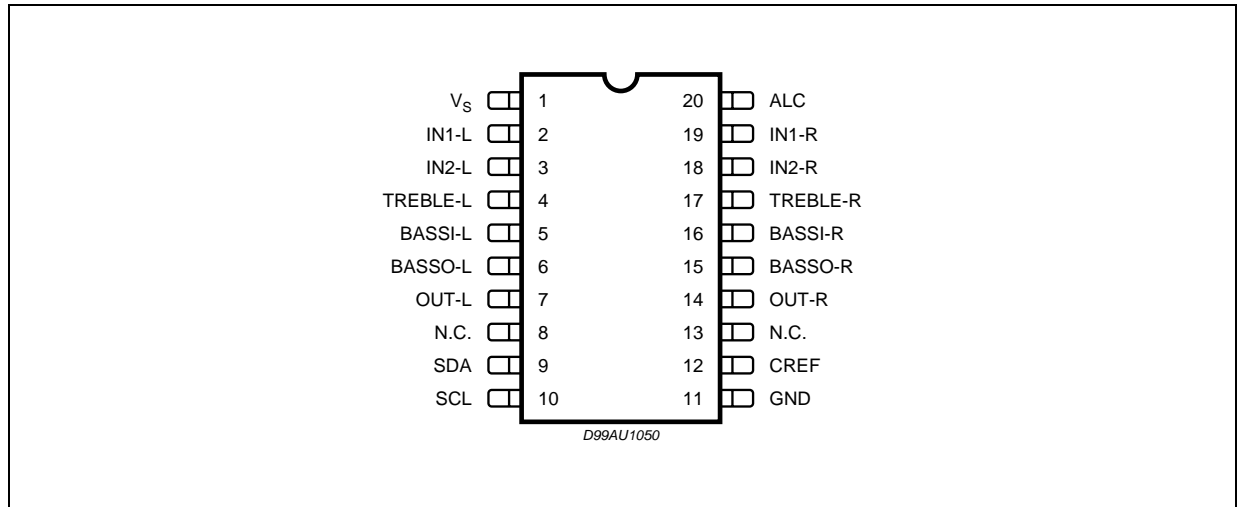 V_S 1 20 ALC
IN1-L 2 19 IN1-R
IN2-L 3 18 IN2-R
TREBLE-L 4 17 TREBLE-R
BASSI-L 5 16 BASSI-R
BASSO-L 6 15 BASSO-R
OUT-L 7 14 OUT-R
N.C. 8 13 N.C.
SDA 9 12 CREF
SCL 10 11 GND
D99AU1050